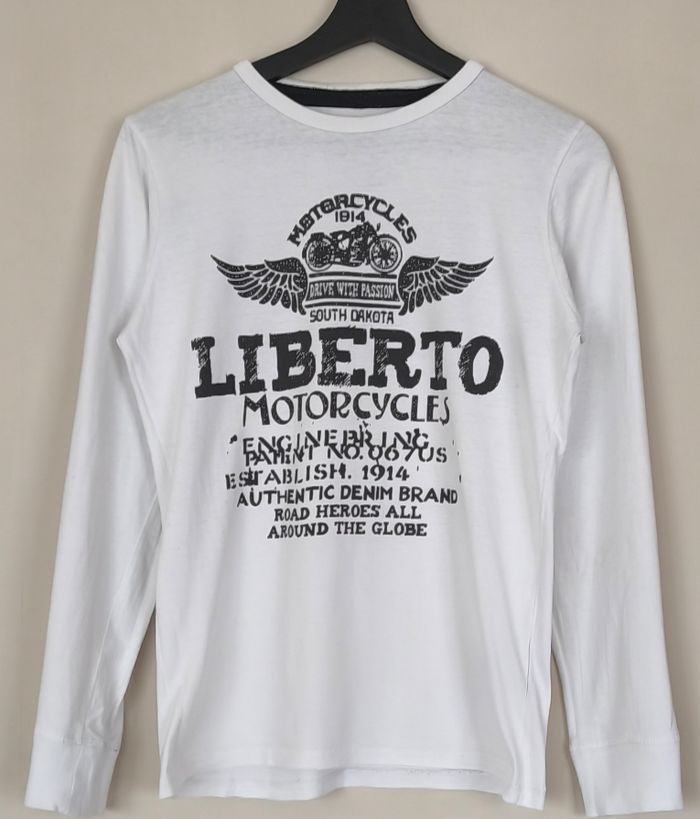 MOTORCYCLES
1914
DRIVE WITH PASSION
SOUTH DAKOTA
LIBERTO
MOTORCYCLES
ENGINEERING
PATENT NO. 067US
ESTABLISH. 1914
AUTHENTIC DENIM BRAND
ROAD HEROES ALL
AROUND THE GLOBE